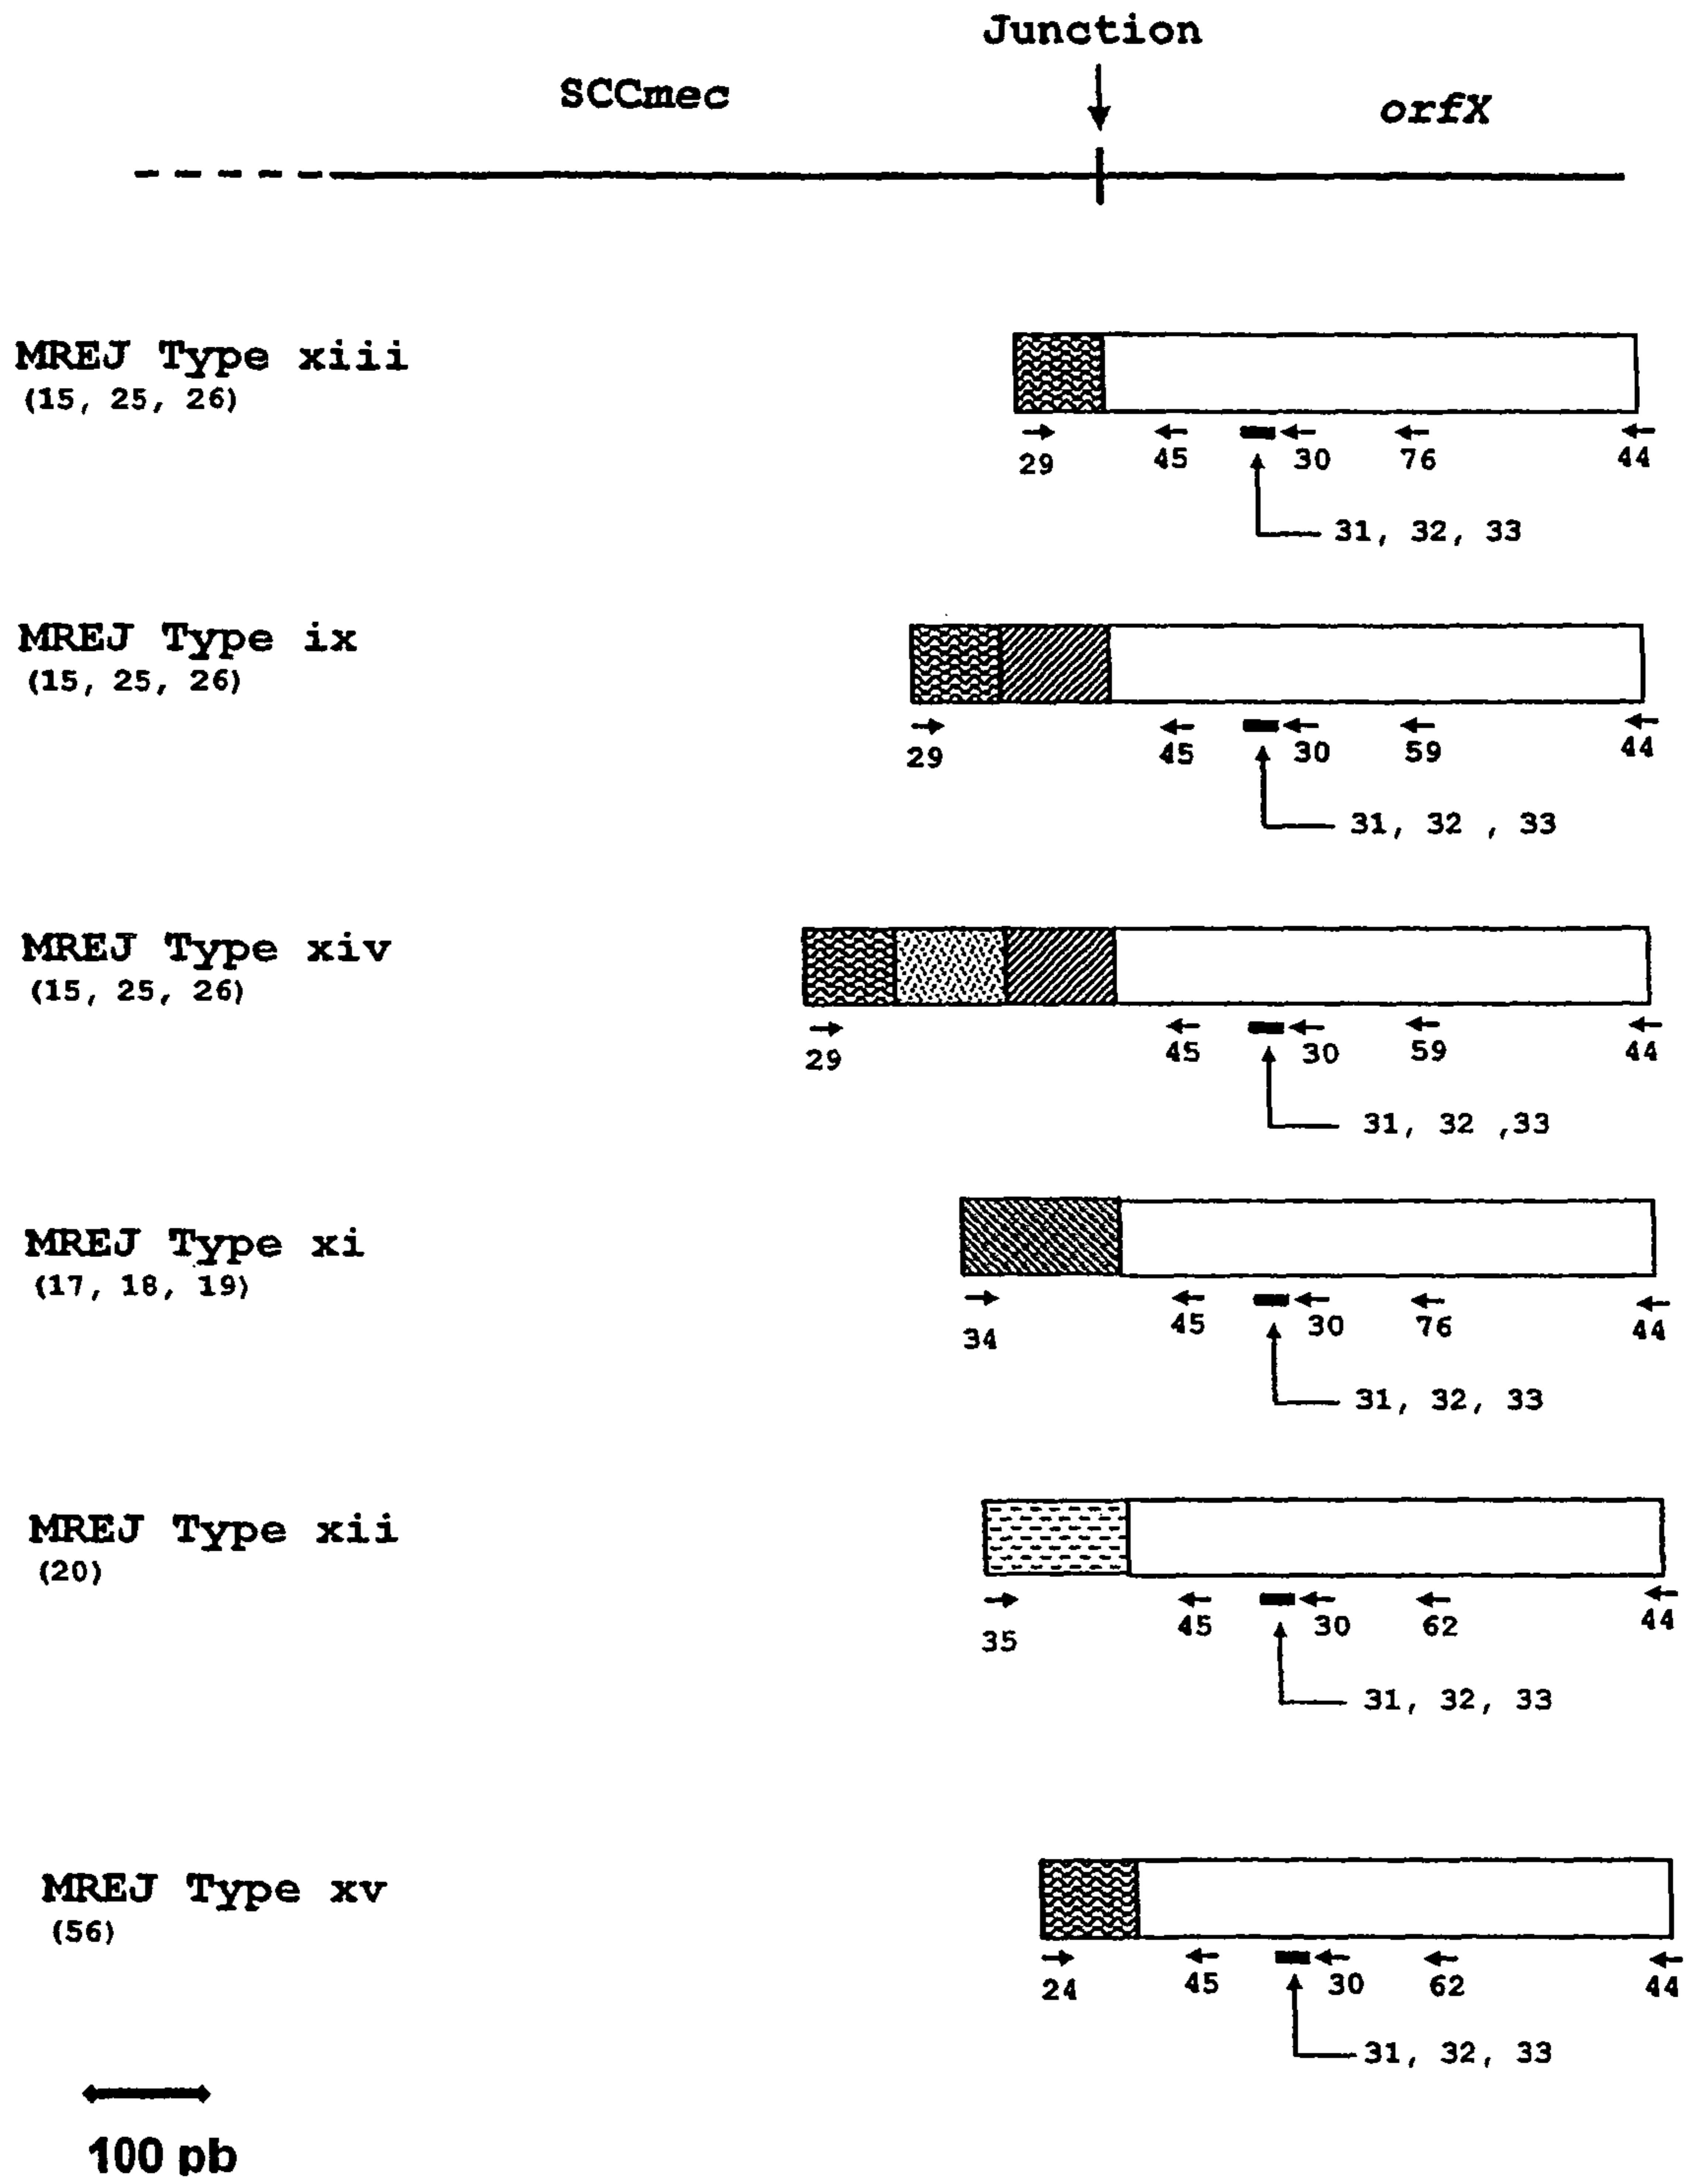 Junction
SCCmec
orfX
MREJ Type xiii
(15, 25, 26)
29 45 30 76 44
31, 32, 33
MREJ Type ix
(15, 25, 26)
29 45 30 59 44
31, 32 , 33
MREJ Type xiv
(15, 25, 26)
29 45 30 59 44
31, 32 ,33
MREJ Type xi
(17, 18, 19)
34 45 30 76 44
31, 32, 33
MREJ Type xii
(20)
35 45 30 62 44
31, 32, 33
MREJ Type xv
(56)
24 45 30 62 44
31, 32, 33
100 pb